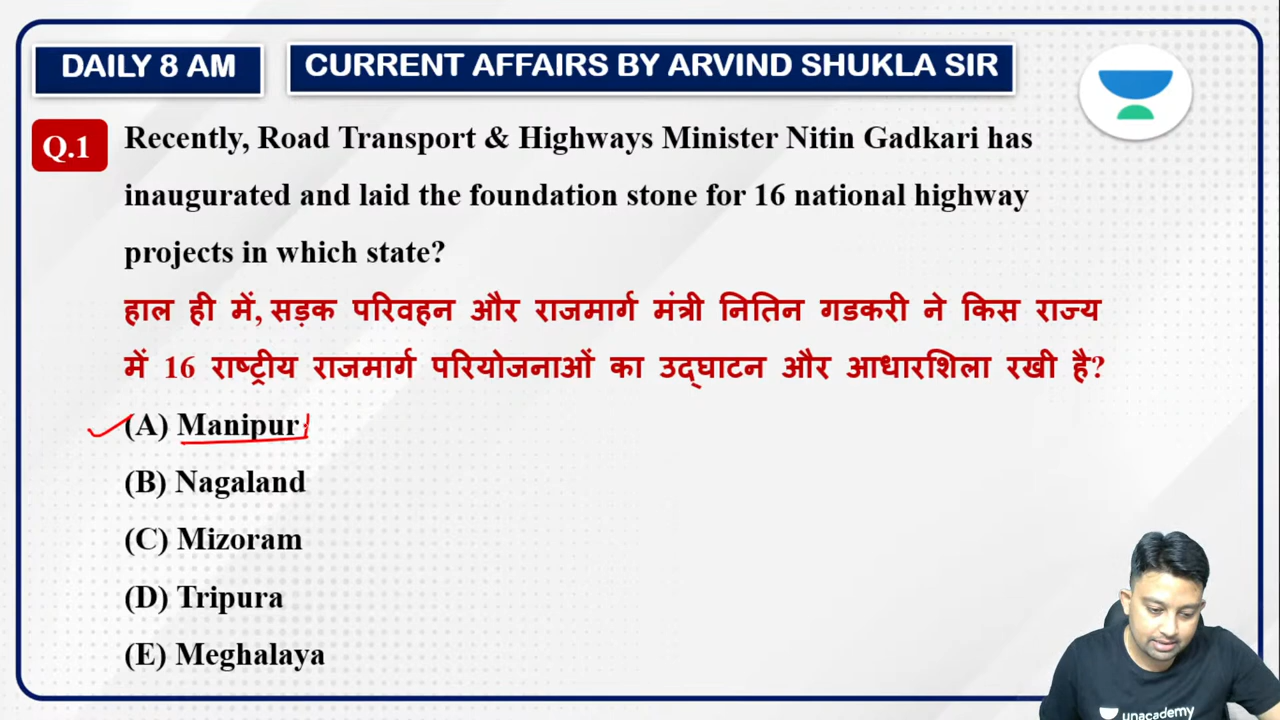 DAILY 8 AM
CURRENT AFFAIRS BY ARVIND SHUKLA SIR
Q.1
Recently, Road Transport & Highways Minister Nitin Gadkari has
inaugurated and laid the foundation stone for 16 national highway
projects in which state?
हाल ही में, सड़क परिवहन और राजमार्ग मंत्री नितिन गडकरी ने किस राज्य
में 16 राष्ट्रीय राजमार्ग परियोजनाओं का उद्घाटन और आधारशिला रखी है?
(A) Manipur
(B) Nagaland
(C) Mizoram
(D) Tripura
(E) Meghalaya
unacademy